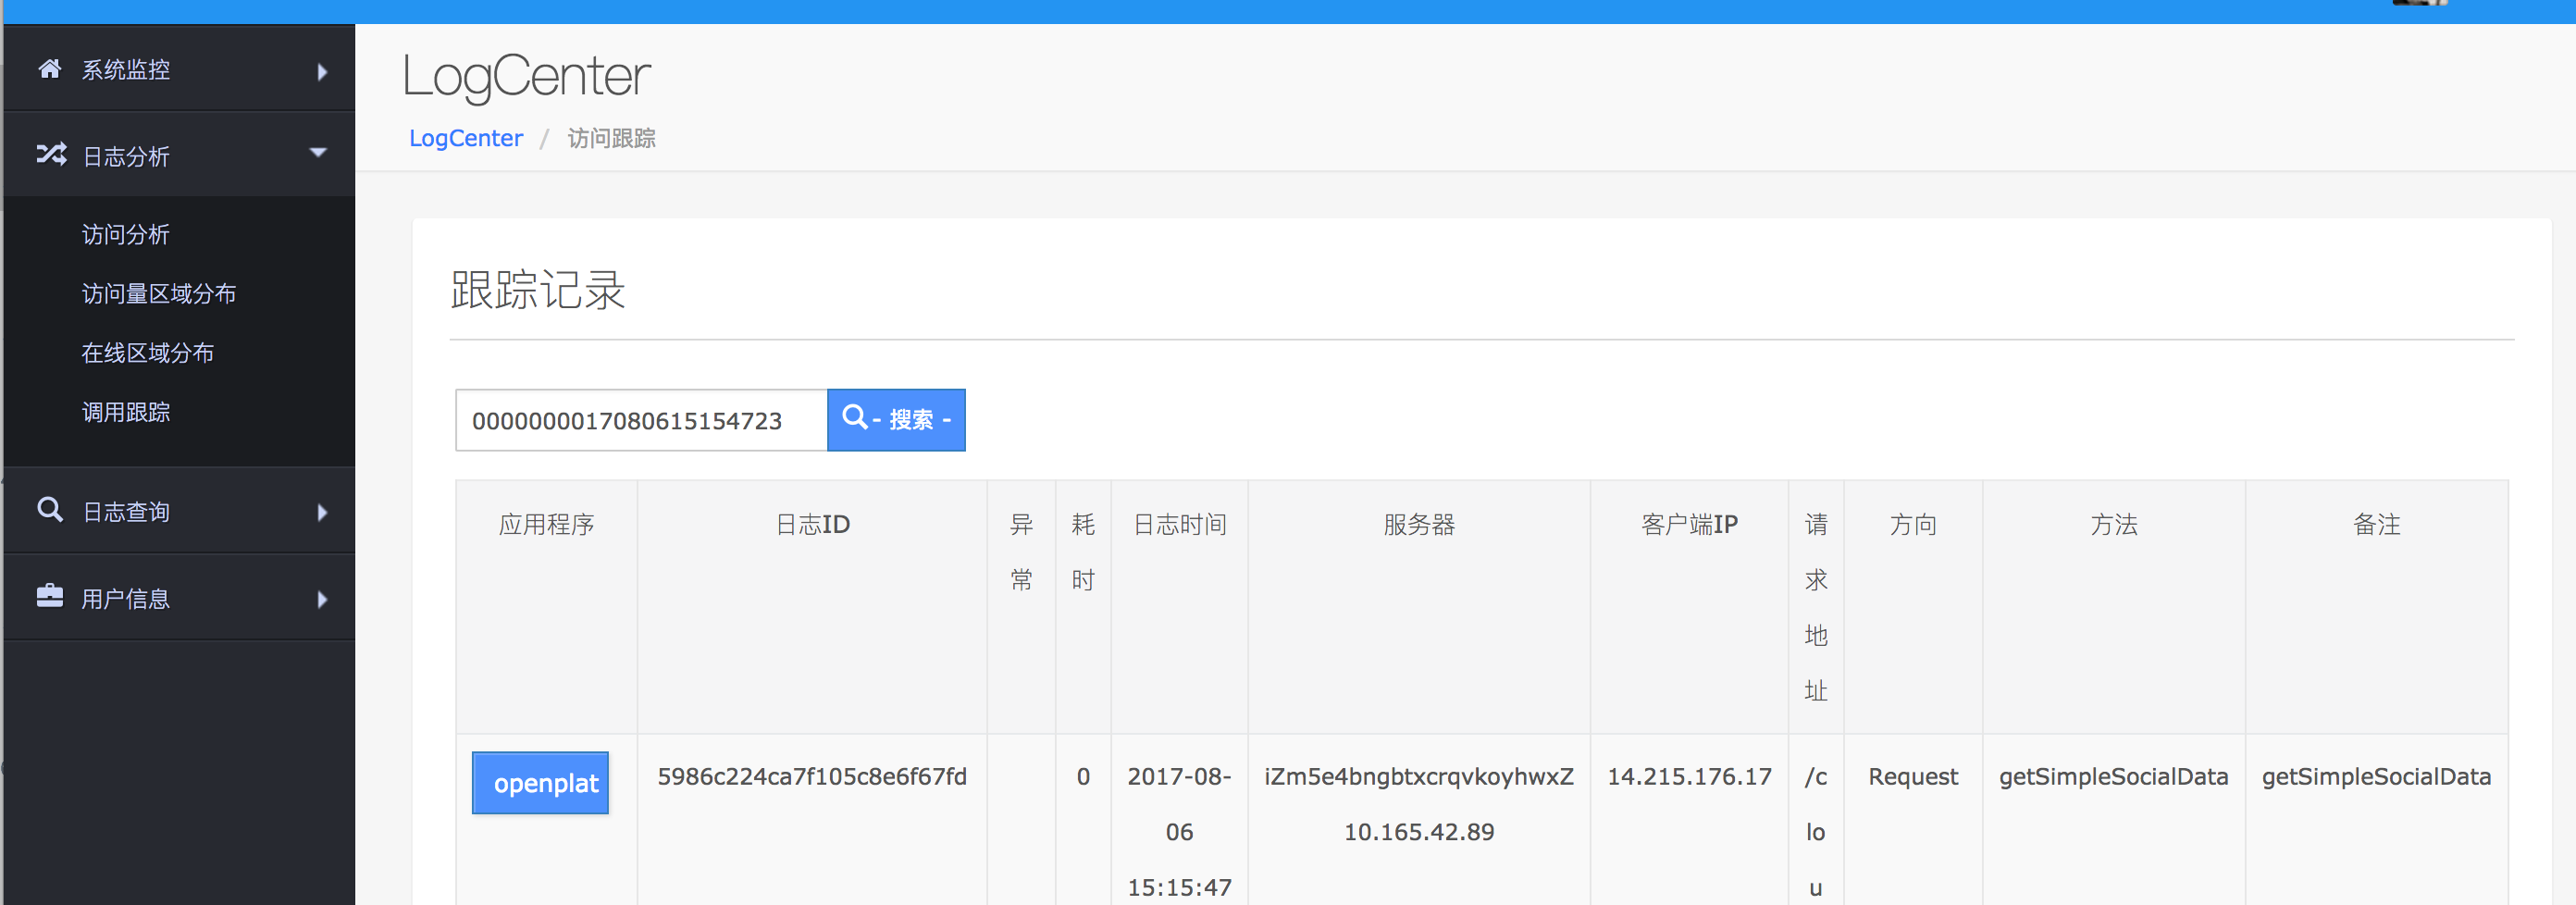 系统监控
日志分析
访问分析
访问量区域分布
在线区域分布
调用跟踪
日志查询
用户信息
LogCenter
LogCenter / 访问跟踪
跟踪记录
0000000017080615154723 - 搜索 -
应用程序 日志ID 异常 耗时 日志时间 服务器 客户端IP 请求地址 方向 方法 备注
openplat 5986c224ca7f105c8e6f67fd 0 2017-08- iZm5e4bngbtxcrqvkoyhwxZ 14.215.176.17 /c Request getSimpleSocialData getSimpleSocialData
06 10.165.42.89 lo
15:15:47 u